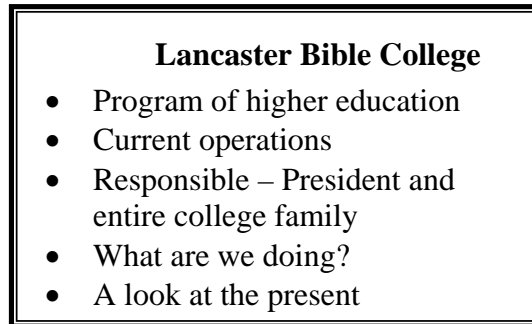 Lancaster Bible College
• Program of higher education
• Current operations
• Responsible – President and
entire college family
• What are we doing?
• A look at the present